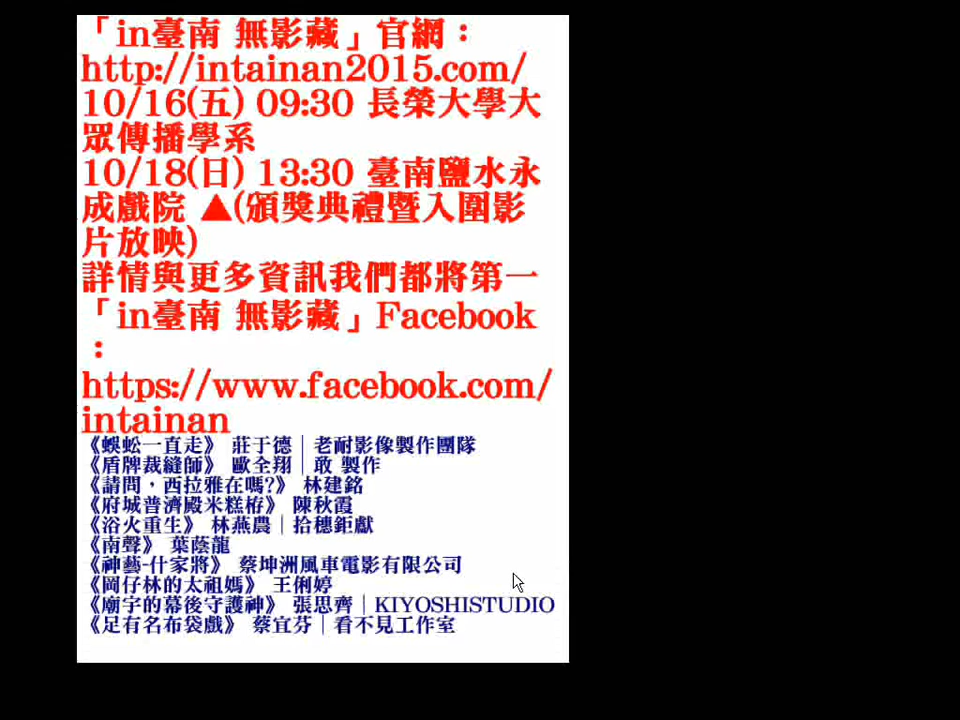 「in臺南 無影藏」官網：
http://intainan2015.com/
10/16(五) 09:30 長榮大學大
眾傳播學系
10/18(日) 13:30 臺南鹽水永
成戲院 ▲(頒獎典禮暨入圍影
片放映)
詳情與更多資訊我們都將第一
「in臺南 無影藏」Facebook
：
https://www.facebook.com/
intainan
《蜈蚣一直走》 莊于德｜老耐影像製作團隊
《盾牌裁縫師》 歐全翔｜敢 製作
《請問，西拉雅在嗎?》 林建銘
《府城普濟殿米糕栫》 陳秋霞
《浴火重生》 林燕農｜拾穗鉅獻
《南聲》 葉蔭龍
《神藝-什家將》 蔡坤洲風車電影有限公司
《岡仔林的太祖媽》 王俐婷
《廟宇的幕後守護神》 張思齊｜KIYOSHISTUDIO
《足有名布袋戲》 蔡宜芬｜看不見工作室